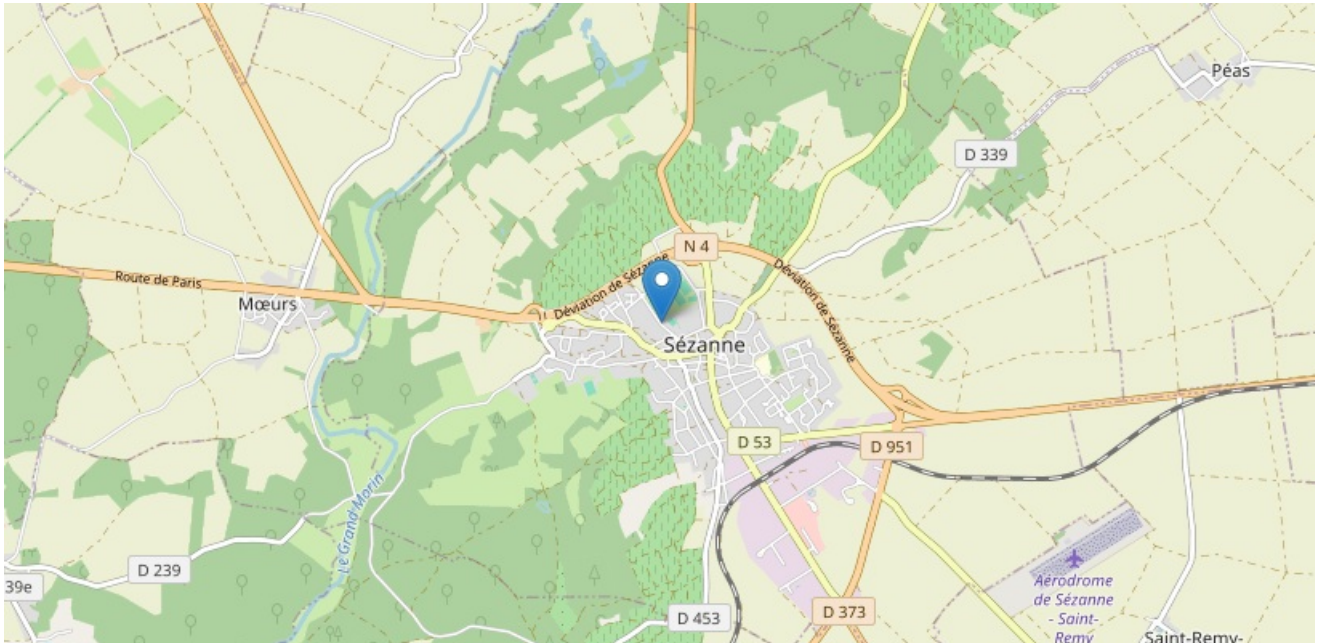 Péas
D 339
N 4
Route de Paris
Déviation de Sézanne
Déviation de Sézanne
Mœurs
Sézanne
D 53
D 951
Le Grand Morin
D 239
39e
D 453
D 373
Aérodrome
de Sézanne
- Saint-
Remy
Saint-Remy-